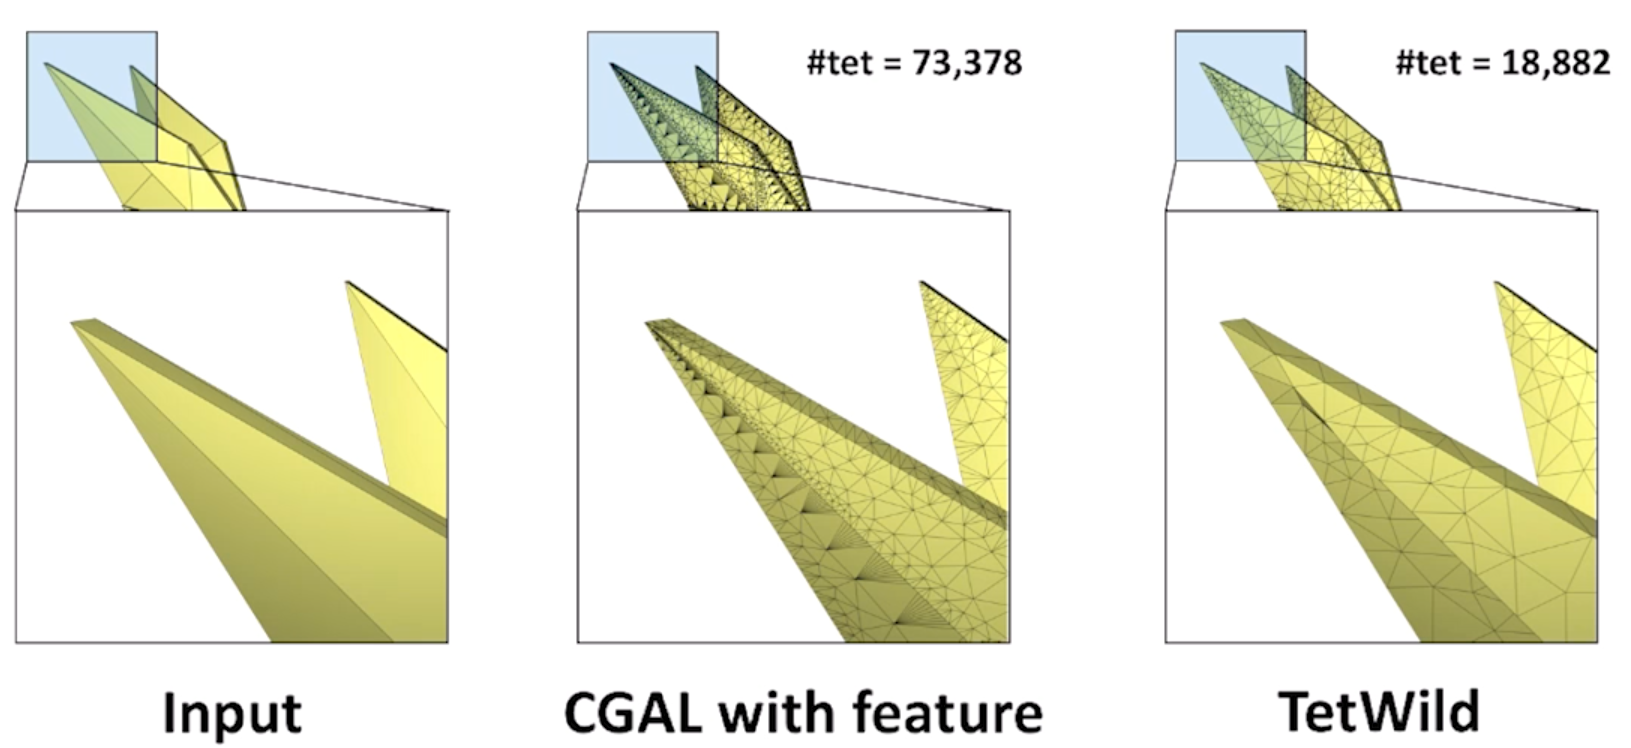 #tet = 73,378
#tet = 18,882
Input
CGAL with feature
TetWild